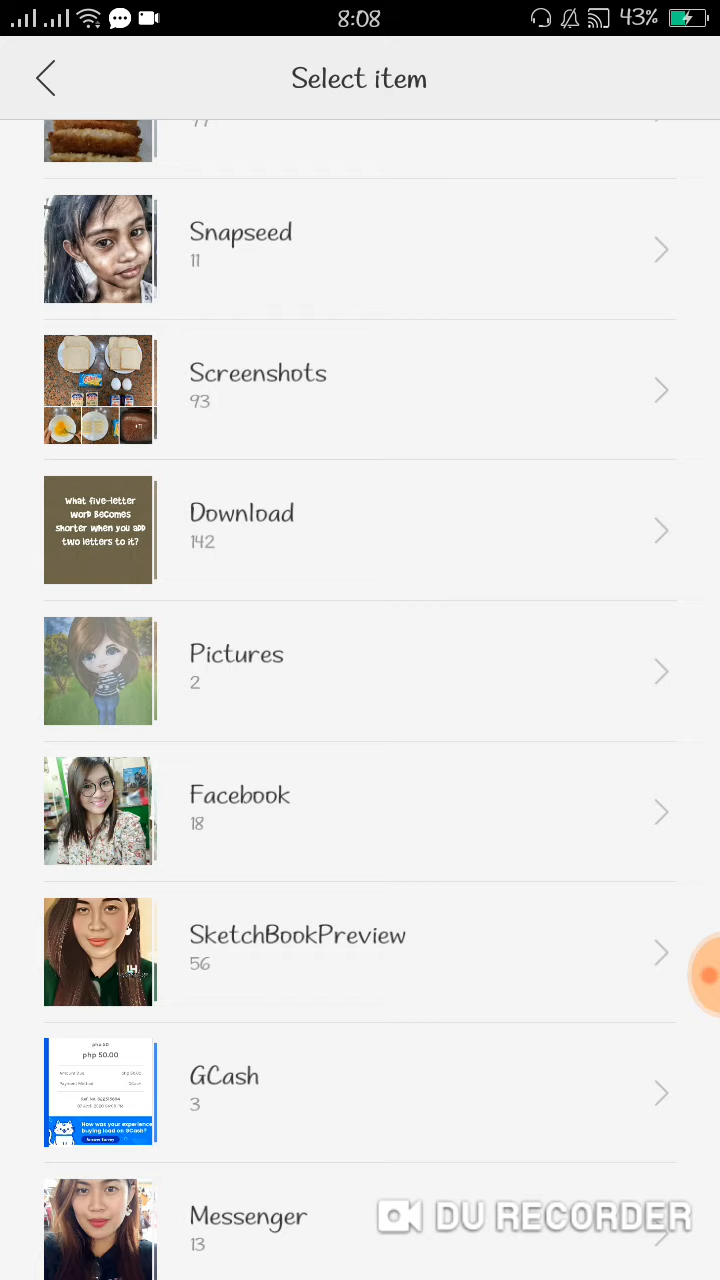 8:08
43%
Select item
Snapseed
11
Screenshots
93
What five-letter
word becomes
shorter when you add
two letters to it?
Download
142
Pictures
2
Facebook
18
SketchBookPreview
56
php 50.00
GCash
3
How was your experience
buying load on GCash?
Answer Survey
Messenger
13
DU RECORDER